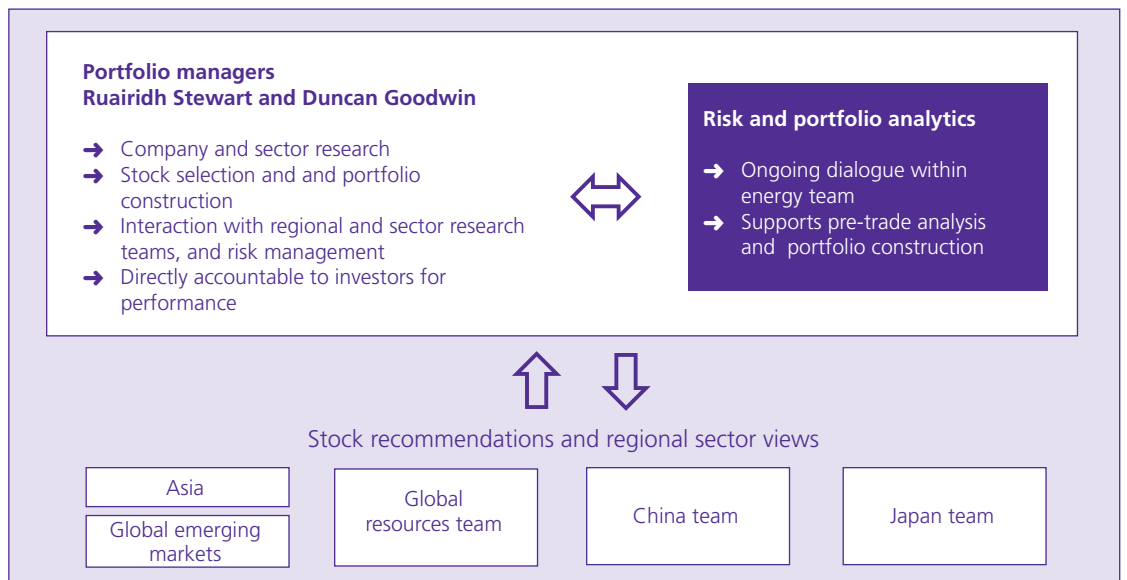 Portfolio managers
Ruairidh Stewart and Duncan Goodwin
➔ Company and sector research
➔ Stock selection and and portfolio
construction
➔ Interaction with regional and sector research
teams, and risk management
➔ Directly accountable to investors for
performance
Risk and portfolio analytics
➔ Ongoing dialogue within
energy team
➔ Supports pre-trade analysis
and portfolio construction
Stock recommendations and regional sector views
Asia
Global emerging
markets
Global
resources team
China team
Japan team